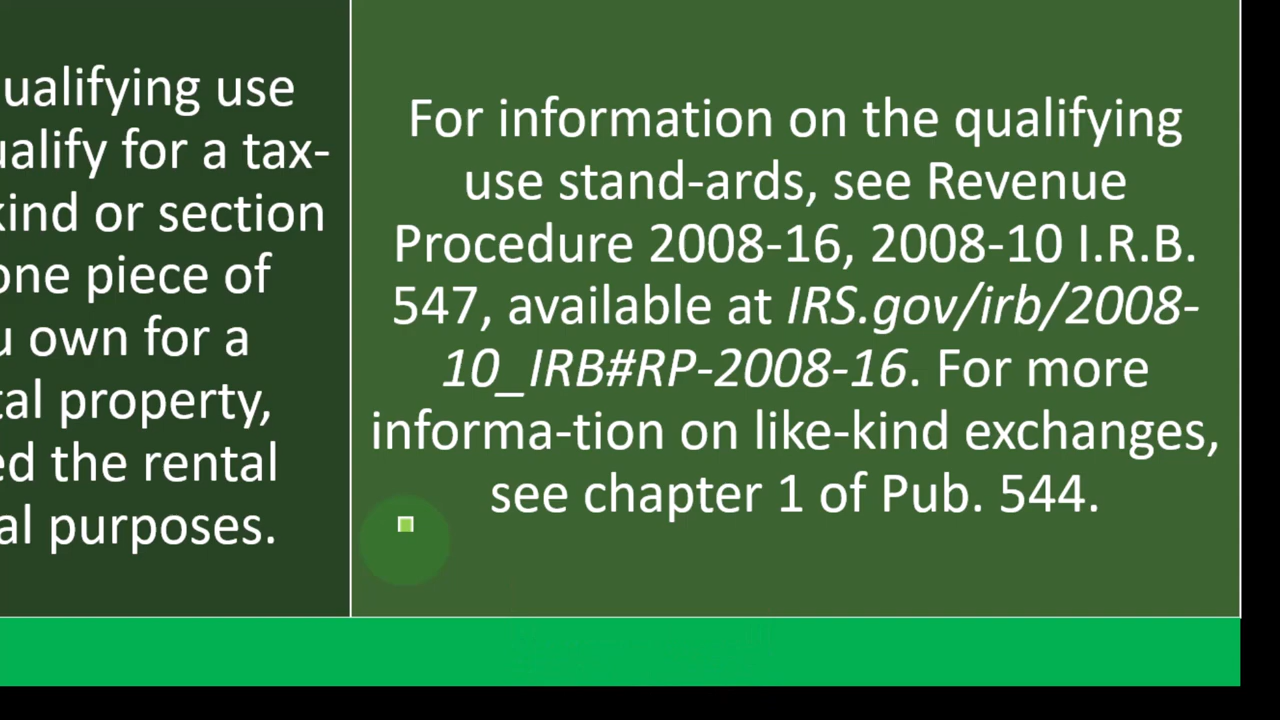 ualifying use
ualify for a tax-
kind or section
one piece of
u own for a
tal property,
ed the rental
al purposes.
For information on the qualifying
use stand-ards, see Revenue
Procedure 2008-16, 2008-10 I.R.B.
547, available at IRS.gov/irb/2008-
10_IRB#RP-2008-16. For more
informa-tion on like-kind exchanges,
see chapter 1 of Pub. 544.